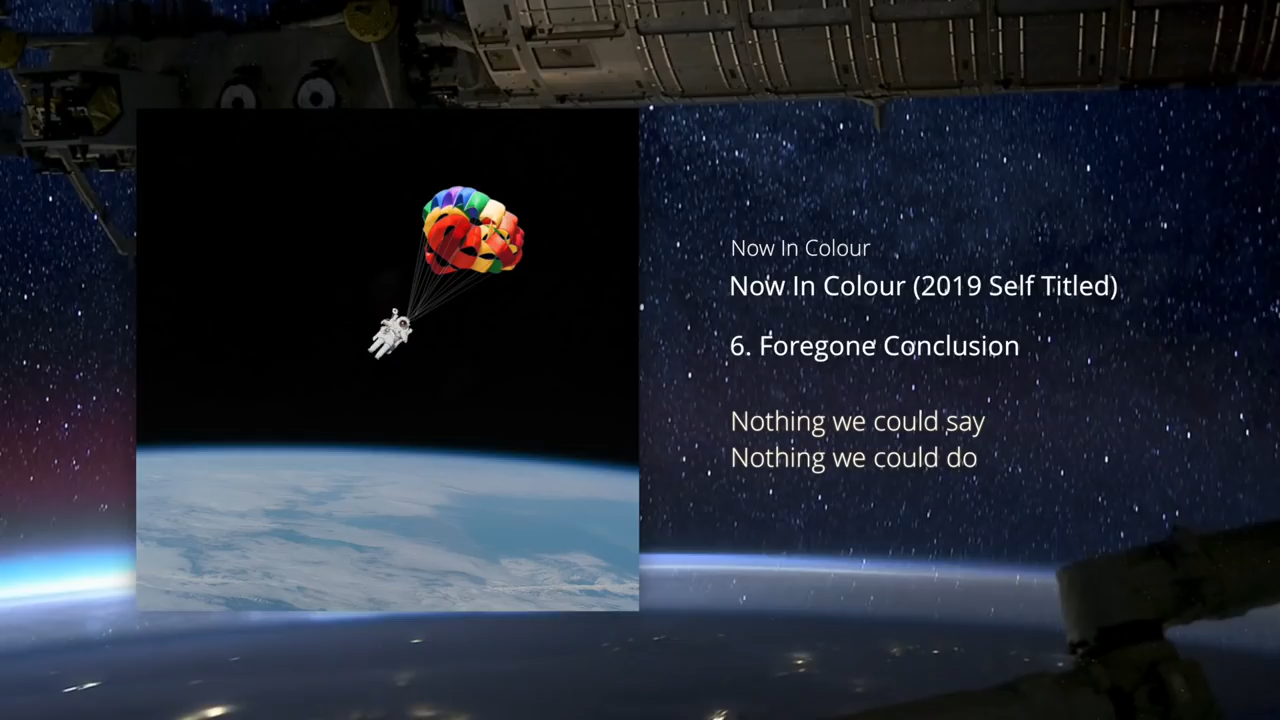 Now In Colour
Now In Colour (2019 Self Titled)
6. Foregone Conclusion
Nothing we could say
Nothing we could do